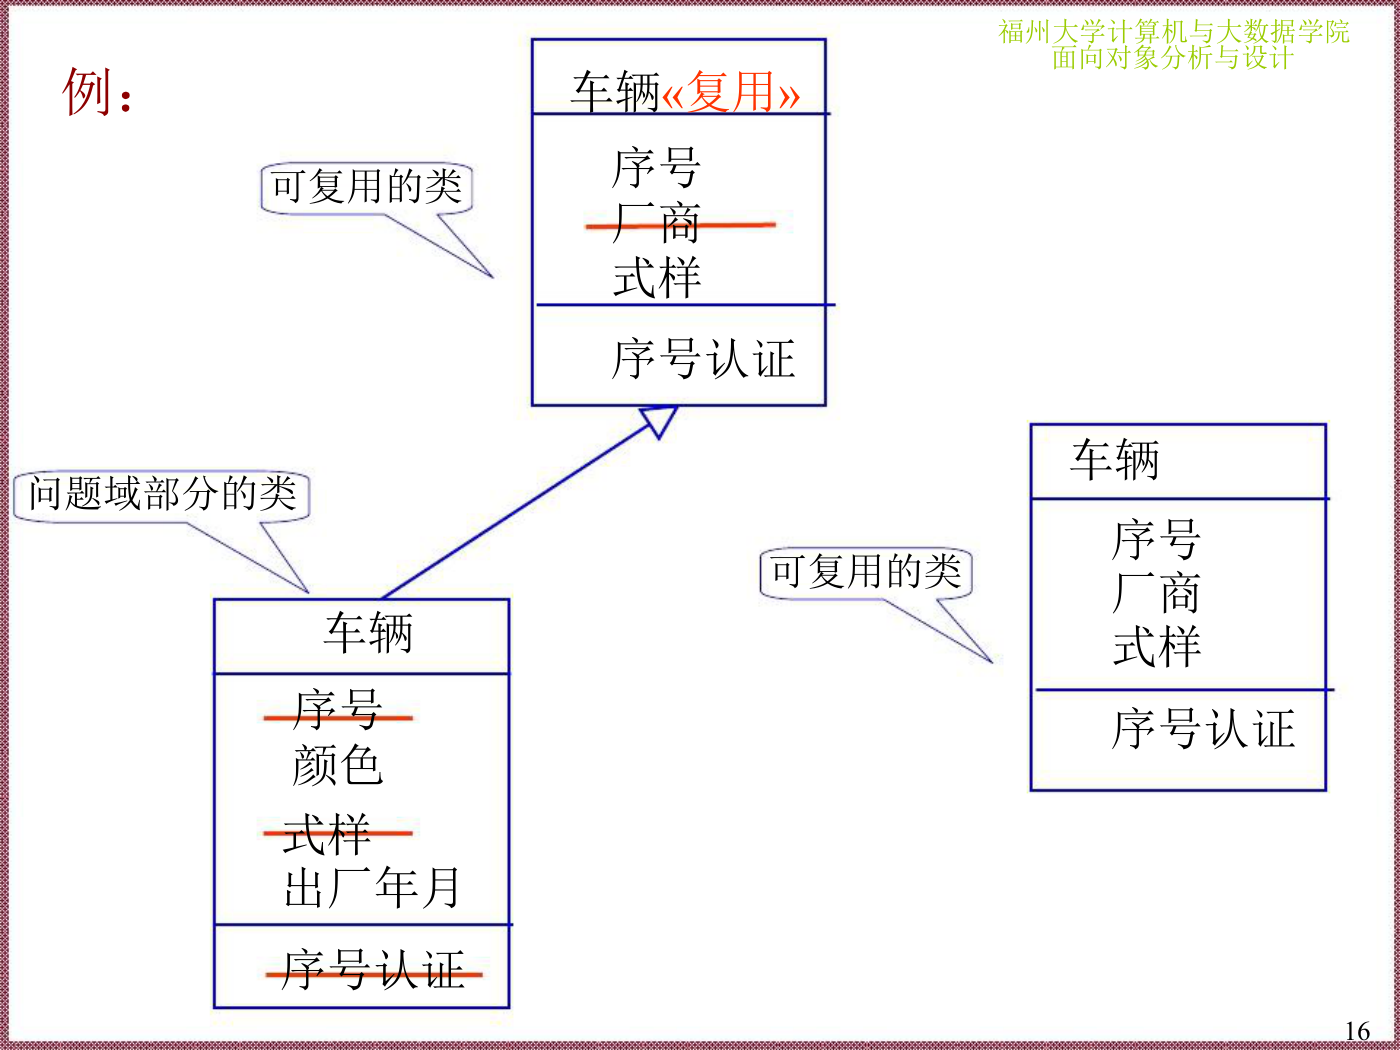 福州大学计算机与大数据学院
面向对象分析与设计
例：
车辆«复用»
序号
厂商
式样
序号认证
可复用的类
问题域部分的类
车辆
序号
颜色
式样
出厂年月
序号认证
可复用的类
车辆
序号
厂商
式样
序号认证
16